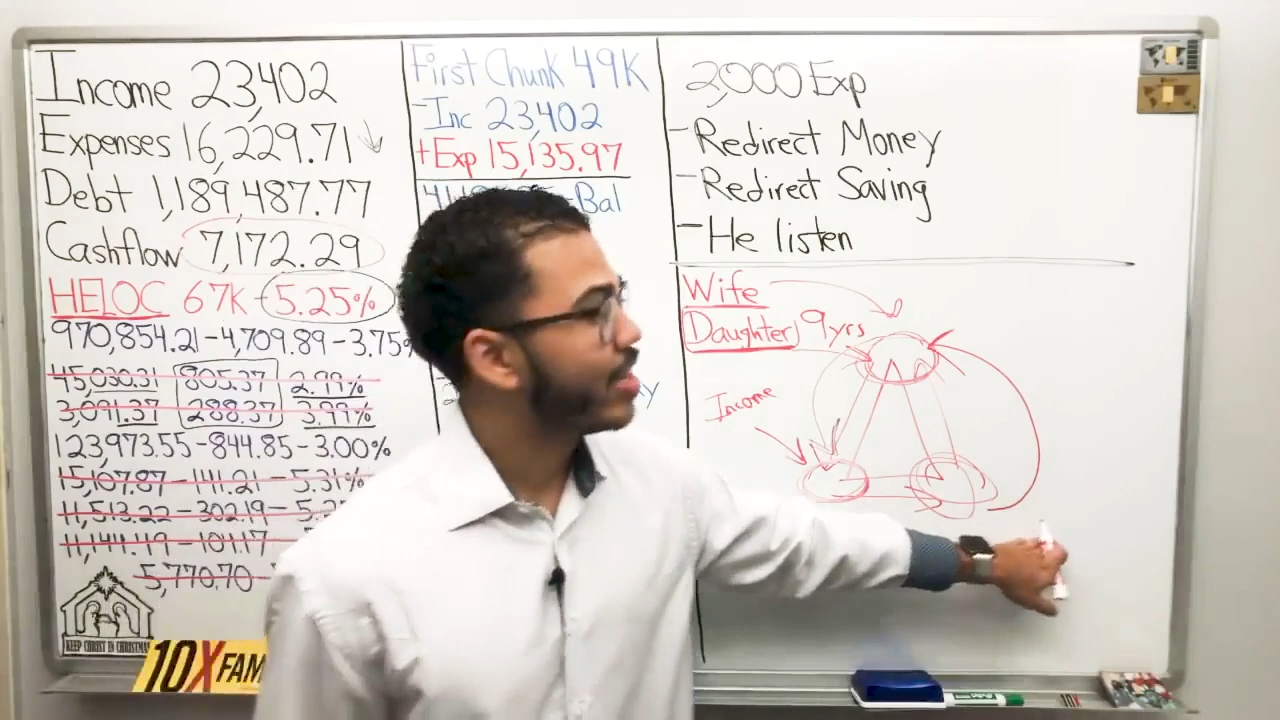 Income 23,402
Expenses 16,229.71
Debt 1,189,487.77
Cashflow 7,172.29
HELOC 67K - 5.25%
970,854.21-4,709.89-3.75%
45,030.31 805.37 2.99%
3,091.37 288.37 3.99%
123,973.55-844.85-3.00%
15,107.87-141.21-5.31%
11,513.22-302.19-
11,141.19-101.17
5,770.70-
KEEP CHRIST IN CHRISTMAS
10X FAM
First Chunk 49K
-Inc 23,402
+Exp 15,135.97
Bal
2,000 Exp
-Redirect Money
-Redirect Saving
-He listen
Wife
Daughter 9yrs
Income